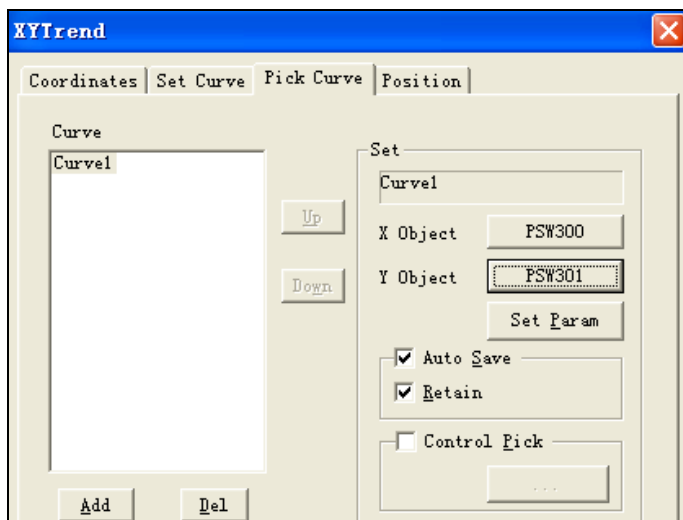 XYTrend
Coordinates Set Curve Pick Curve Position
Curve
Curve1
Up
Down
Add Del
Set
Curve1
X Object PSW300
Y Object PSW301
Set Param
Auto Save
Retain
Control Pick
...